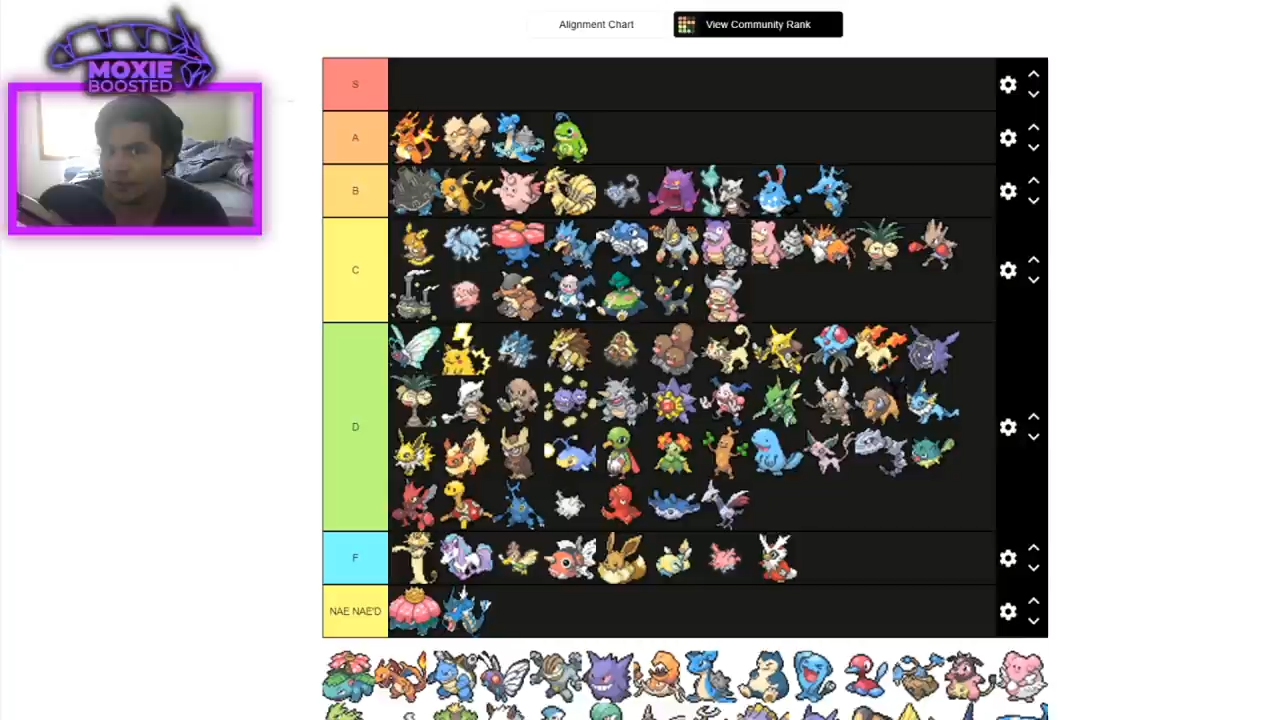 Alignment Chart
View Community Rank
MOXIE
BOOSTED
S
A
B
C
D
F
NAE NAE'D